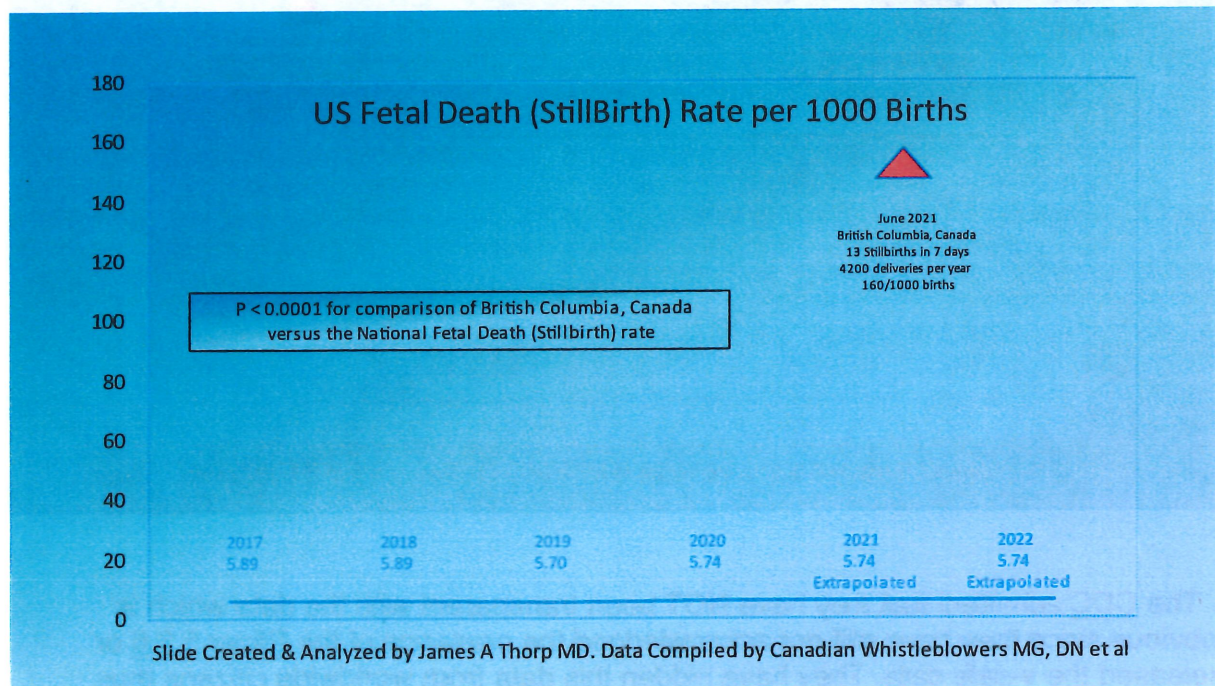 180
160
140
120
100
80
60
40
20
0
US Fetal Death (StillBirth) Rate per 1000 Births
June 2021
British Columbia, Canada
13 Stillbirths in 7 days
4200 deliveries per year
160/1000 births
P < 0.0001 for comparison of British Columbia, Canada
versus the National Fetal Death (Stillbirth) rate
2017 2018 2019 2020 2021 2022
5.89 5.89 5.70 5.74 5.74 5.74
Extrapolated Extrapolated
Slide Created & Analyzed by James A Thorp MD. Data Compiled by Canadian Whistleblowers MG, DN et al